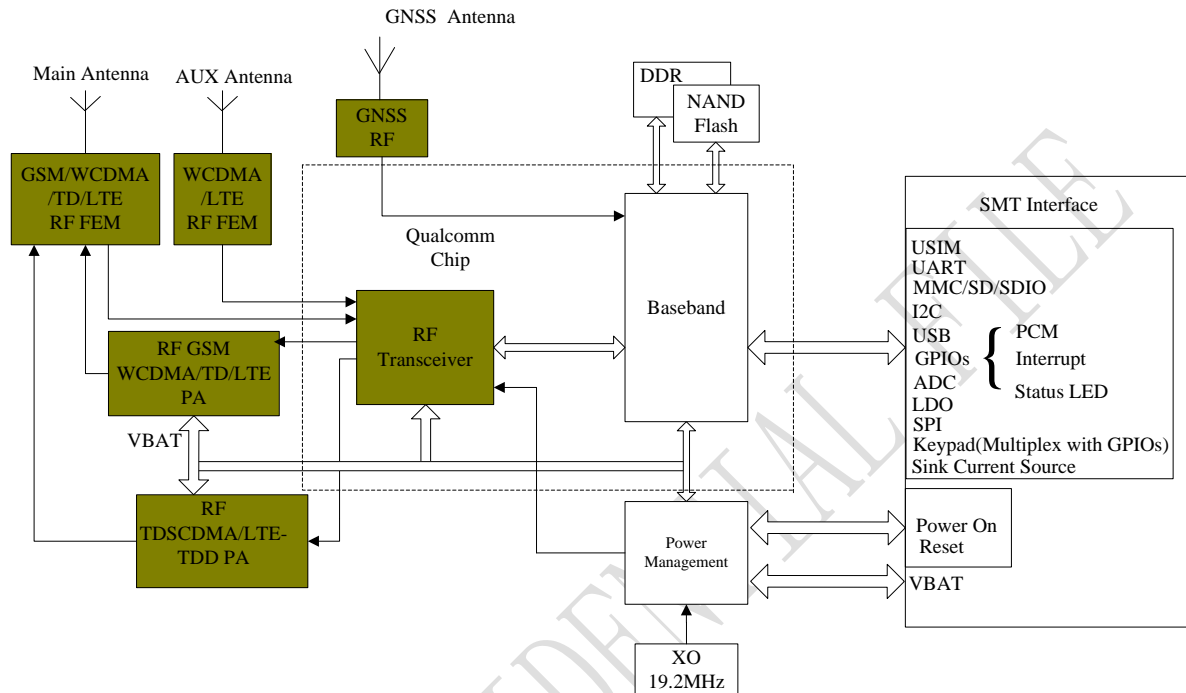 GNSS Antenna
Main Antenna
AUX Antenna
GNSS
RF
DDR
NAND
Flash
GSM/WCDMA
/TD/LTE
RF FEM
WCDMA
/LTE
RF FEM
Qualcomm
Chip
Baseband
RF
Transceiver
RF GSM
WCDMA/TD/LTE
PA
VBAT
RF
TDSCDMA/LTE-
TDD PA
Power
Management
XO
19.2MHz
SMT Interface
USIM
UART
MMC/SD/SDIO
I2C
USB
GPIOs
{
PCM
Interrupt
Status LED
ADC
LDO
SPI
Keypad(Multiplex with GPIOs)
Sink Current Source
Power On
Reset
VBAT
DENTIAL FILE